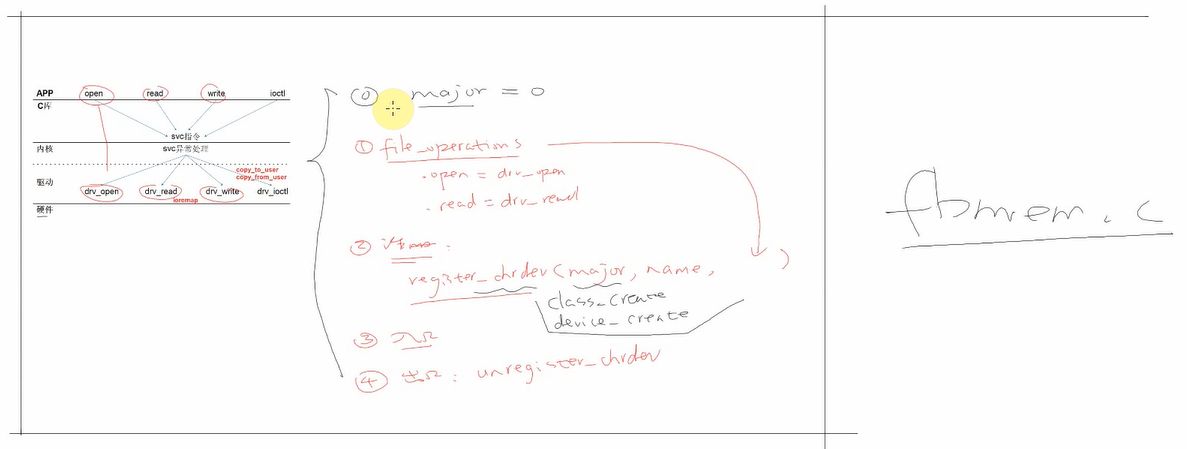 APP open read write ioctl
C库
svc指令
内核 svc异常处理
copy_to_user
copy_from_user
驱动
drv_open drv_read drv_write drv_ioctl
ioremap
硬件
⓪ major = 0
① file_operations
.open = drv_open
.read = drv_read
②
register_chrdev(major, name, )
class_create
device_create
③ 入口
④ 出口: unregister_chrdev
fbmem.c